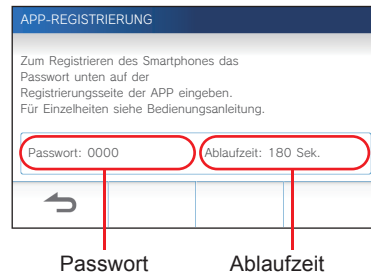 APP-REGISTRIERUNG
Zum Registrieren des Smartphones das
Passwort unten auf der
Registrierungsseite der APP eingeben.
Für Einzelheiten siehe Bedienungsanleitung.
Passwort: 0000 Ablaufzeit: 180 Sek.
Passwort Ablaufzeit